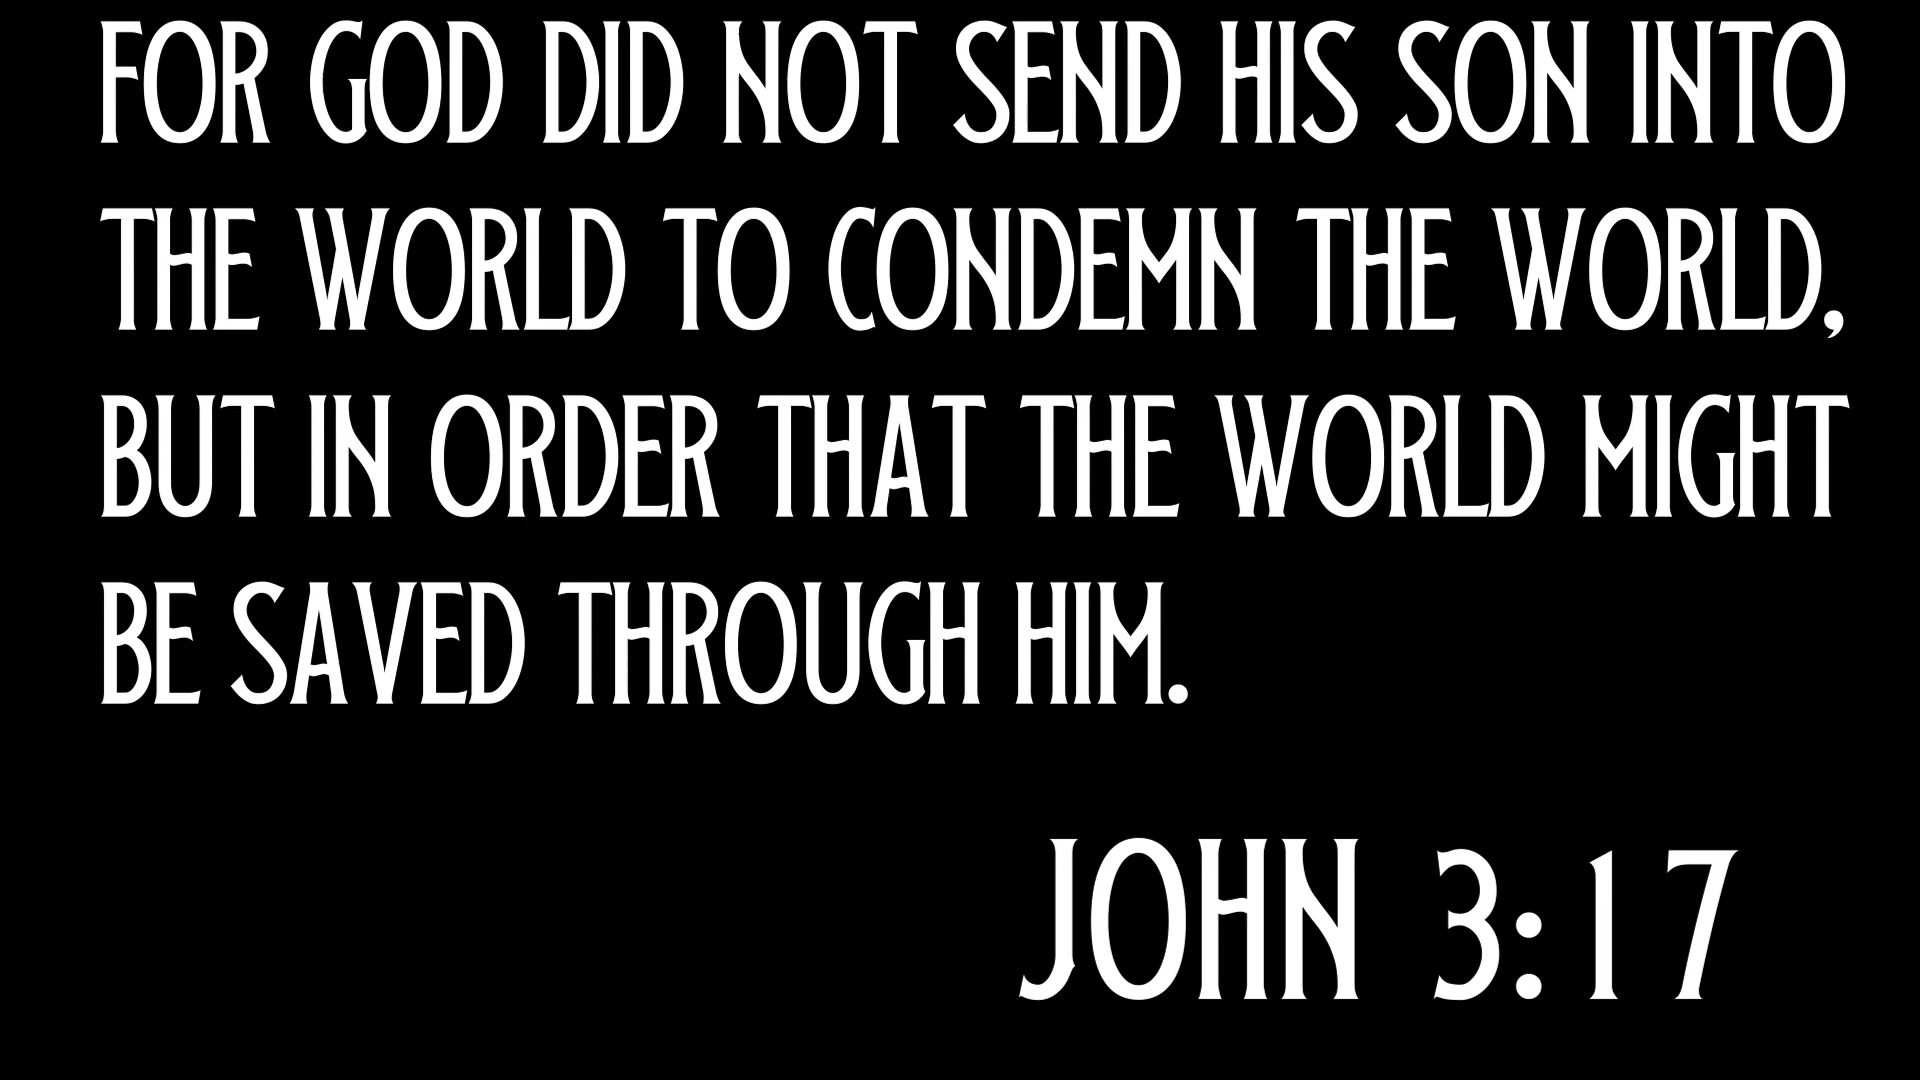 FOR GOD DID NOT SEND HIS SON INTO
THE WORLD TO CONDEMN THE WORLD,
BUT IN ORDER THAT THE WORLD MIGHT
BE SAVED THROUGH HIM.
JOHN 3:17